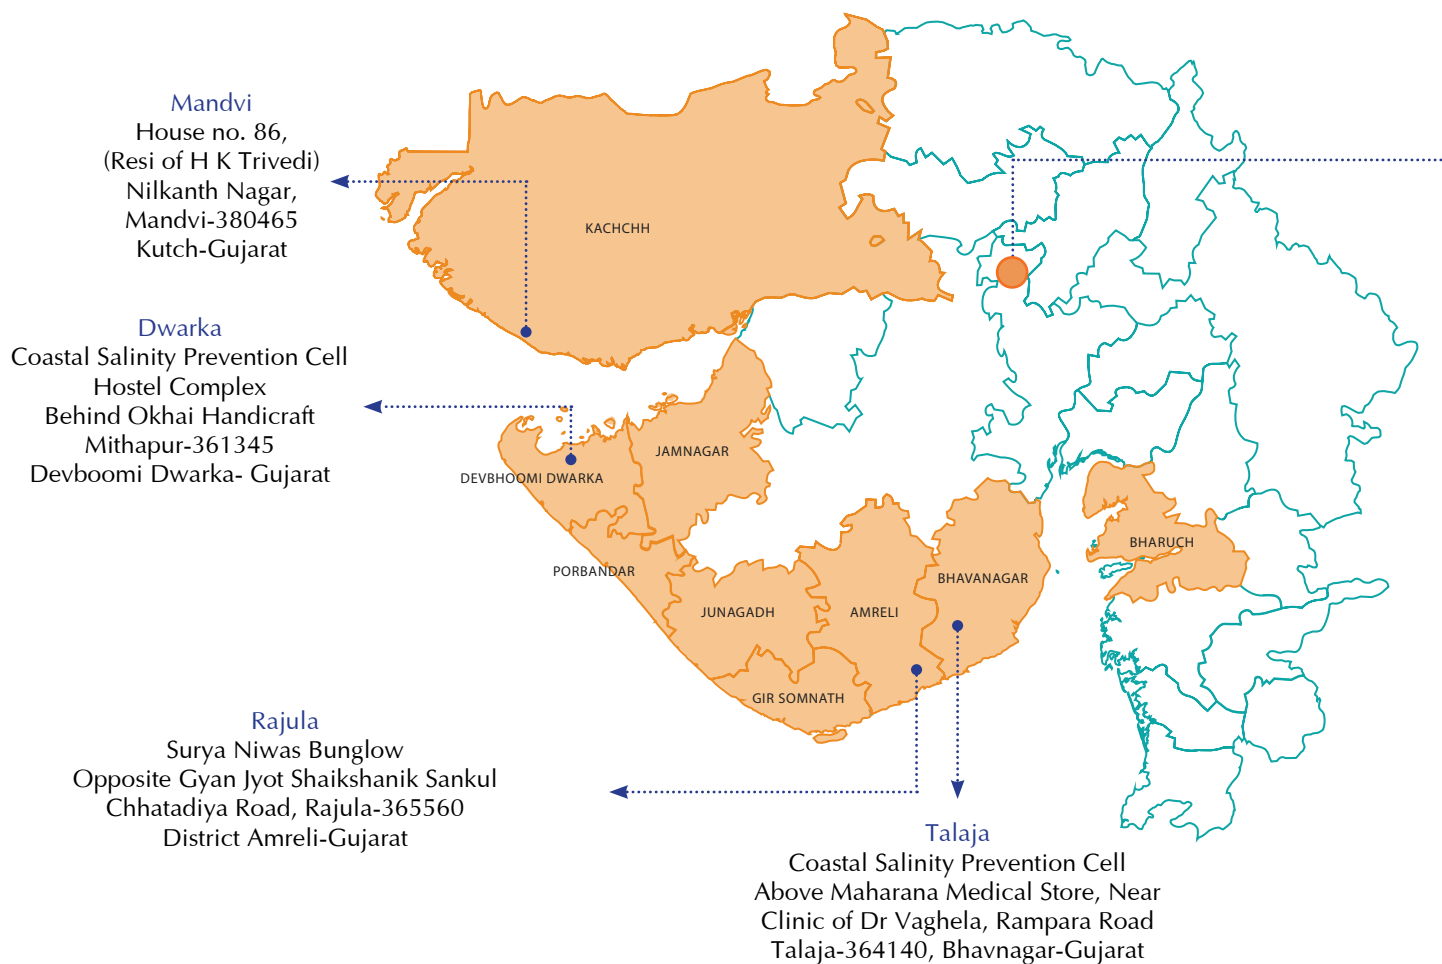 Mandvi
House no. 86,
(Resi of H K Trivedi)
Nilkanth Nagar,
Mandvi-380465
Kutch-Gujarat
Dwarka
Coastal Salinity Prevention Cell
Hostel Complex
Behind Okhai Handicraft
Mithapur-361345
Devboomi Dwarka- Gujarat
KACHCHH
JAMNAGAR
DEVBHOOMI DWARKA
PORBANDAR
JUNAGADH
AMRELI
BHAVANAGAR
BHARUCH
GIR SOMNATH
Rajula
Surya Niwas Bunglow
Opposite Gyan Jyot Shaikshanik Sankul
Chhatadiya Road, Rajula-365560
District Amreli-Gujarat
Talaja
Coastal Salinity Prevention Cell
Above Maharana Medical Store, Near
Clinic of Dr Vaghela, Rampara Road
Talaja-364140, Bhavnagar-Gujarat